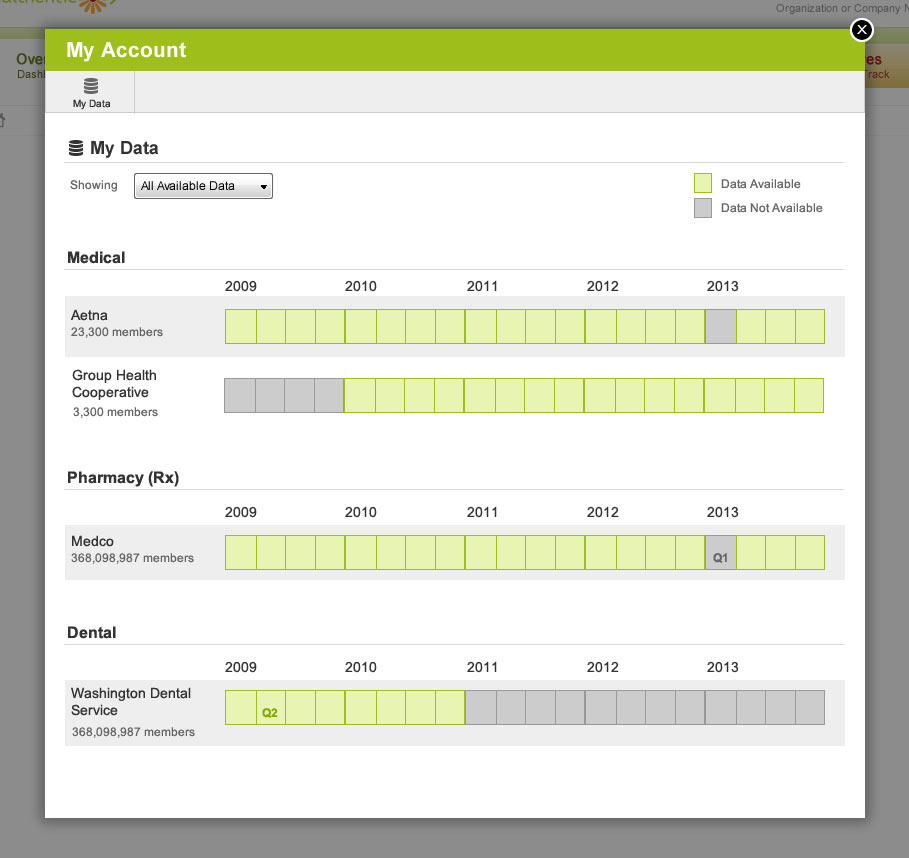 Organization or Company N
My Account
X
Over
Dash
es
rack
My Data
My Data
Showing
All Available Data
Data Available
Data Not Available
Medical
2009 2010 2011 2012 2013
Aetna
23,300 members
Group Health
Cooperative
3,300 members
Pharmacy (Rx)
2009 2010 2011 2012 2013
Medco
368,098,987 members
Q1
Dental
2009 2010 2011 2012 2013
Washington Dental
Service
Q2
368,098,987 members